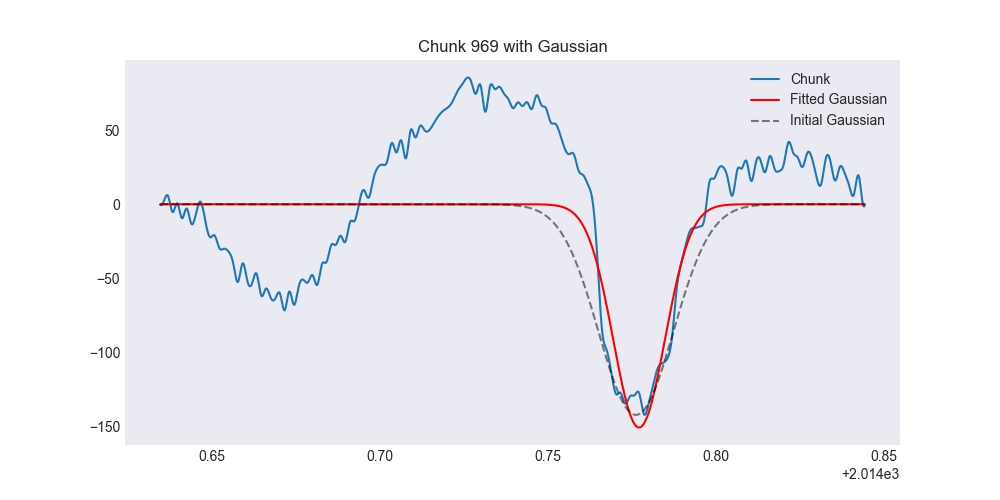 Chunk 969 with Gaussian
Chunk
Fitted Gaussian
Initial Gaussian
50
0
−50
−100
−150
0.65
0.70
0.75
0.80
0.85
+2.014e3